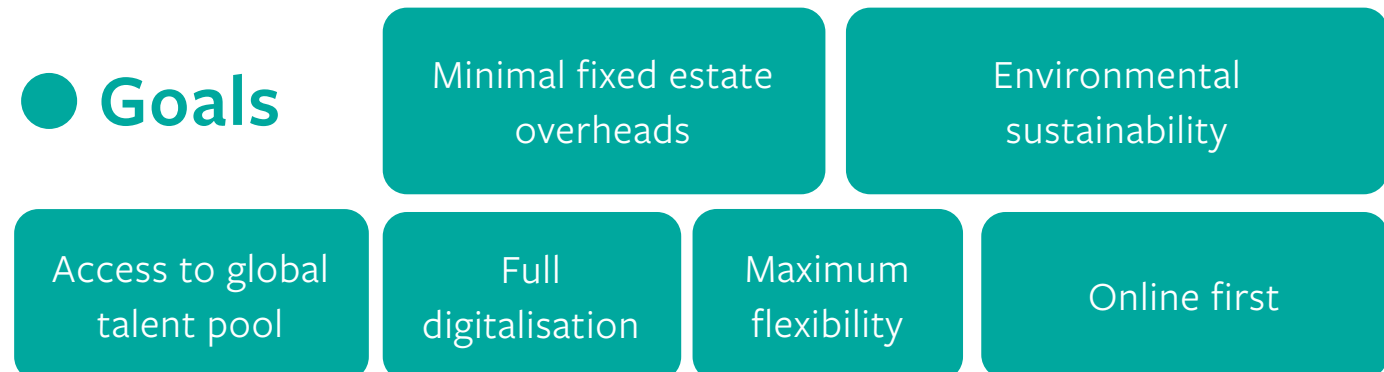 Goals
Minimal fixed estate
overheads
Environmental
sustainability
Access to global
talent pool
Full
digitalisation
Maximum
flexibility
Online first